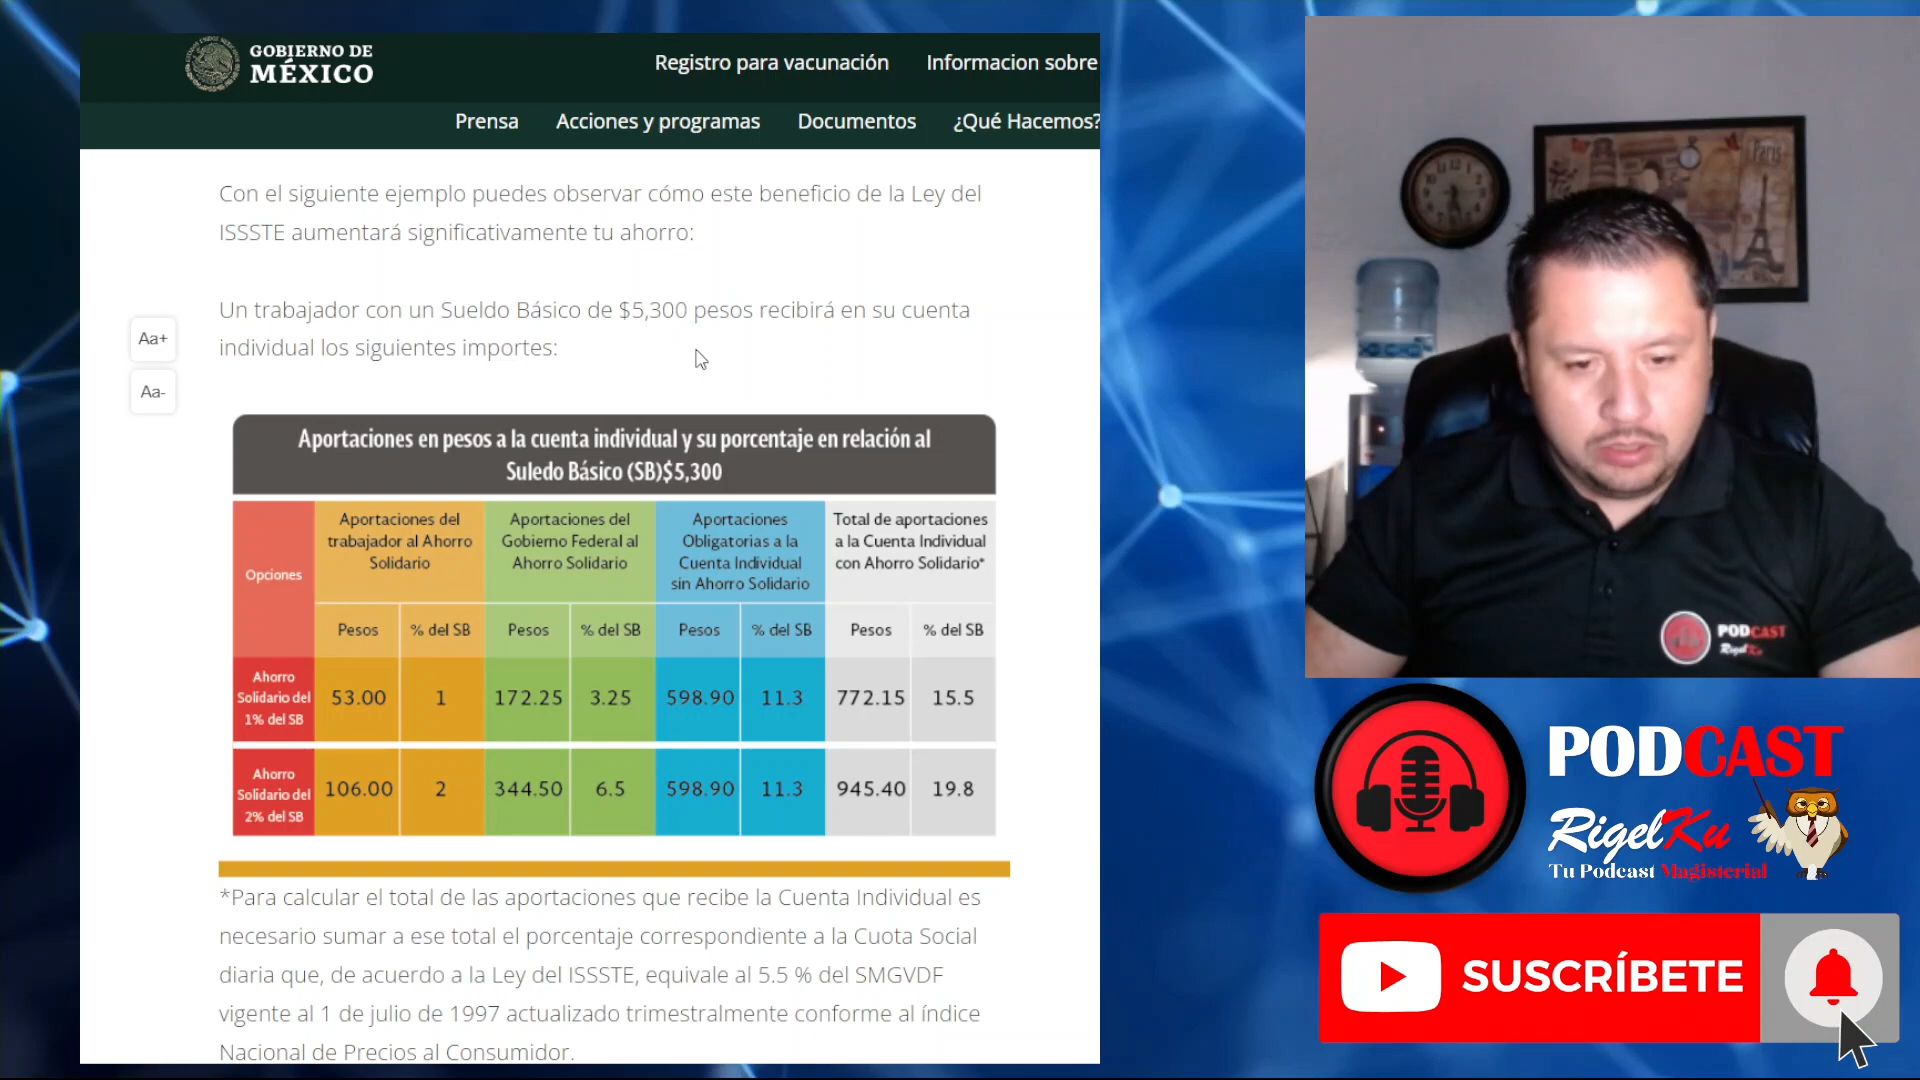 GOBIERNO DE
MÉXICO
Registro para vacunación
Informacion sobre
Prensa
Acciones y programas
Documentos
¿Qué Hacemos?
Con el siguiente ejemplo puedes observar cómo este beneficio de la Ley del
ISSSTE aumentará significativamente tu ahorro:
Un trabajador con un Sueldo Básico de $5,300 pesos recibirá en su cuenta
individual los siguientes importes:
Aa+
Aa-
Aportaciones en pesos a la cuenta individual y su porcentaje en relación al
Suledo Básico (SB)$5,300
Opciones
Aportaciones del
trabajador al Ahorro
Solidario
Aportaciones del
Gobierno Federal al
Ahorro Solidario
Aportaciones
Obligatorias a la
Cuenta Individual
sin Ahorro Solidario
Total de aportaciones
a la Cuenta Individual
con Ahorro Solidario*
Pesos % del SB Pesos % del SB Pesos % del SB Pesos % del SB
Ahorro
Solidario del
1% del SB
53.00 1 172.25 3.25 598.90 11.3 772.15 15.5
Ahorro
Solidario del
2% del SB
106.00 2 344.50 6.5 598.90 11.3 945.40 19.8
*Para calcular el total de las aportaciones que recibe la Cuenta Individual es
necesario sumar a ese total el porcentaje correspondiente a la Cuota Social
diaria que, de acuerdo a la Ley del ISSSTE, equivale al 5.5 % del SMGVDF
vigente al 1 de julio de 1997 actualizado trimestralmente conforme al índice
Nacional de Precios al Consumidor.
Paris
PODCAST
RigelKu
PODCAST
RigelKu
Tu Podcast Magisterial
SUSCRÍBETE